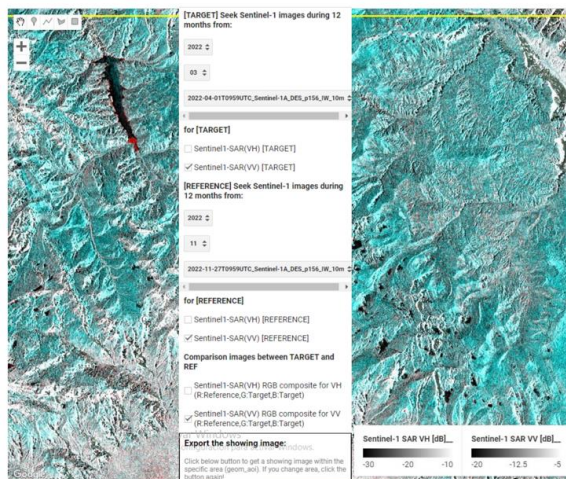 [TARGET] Seek Sentinel-1 images during 12
months from:
2022
03
2022-04-01T0959UTC_Sentinel-1A_DES_p156_IW_10m
for [TARGET]
Sentinel1-SAR(VH) [TARGET]
Sentinel1-SAR(VV) [TARGET]
[REFERENCE] Seek Sentinel-1 images during
12 months from:
2022
11
2022-11-27T0959UTC_Sentinel-1A_DES_p156_IW_10m
for [REFERENCE]
Sentinel1-SAR(VH) [REFERENCE]
Sentinel1-SAR(VV) [REFERENCE]
Comparison images between TARGET and
REF
Sentinel1-SAR(VH) RGB composite for VH
(R:Reference,G:Target,B:Target)
Sentinel1-SAR(VV) RGB composite for VV
(R:Reference,G:Target,B:Target)
Windows
Export the showing image:
Windows.
Click below button to get a showing image within the
specific area (geom_aoi). If you change area, click the
button again!
Sentinel-1 SAR VH [dB]__
-30 -20 -10
Sentinel-1 SAR VV [dB]__
-20 -12.5 -5
Google